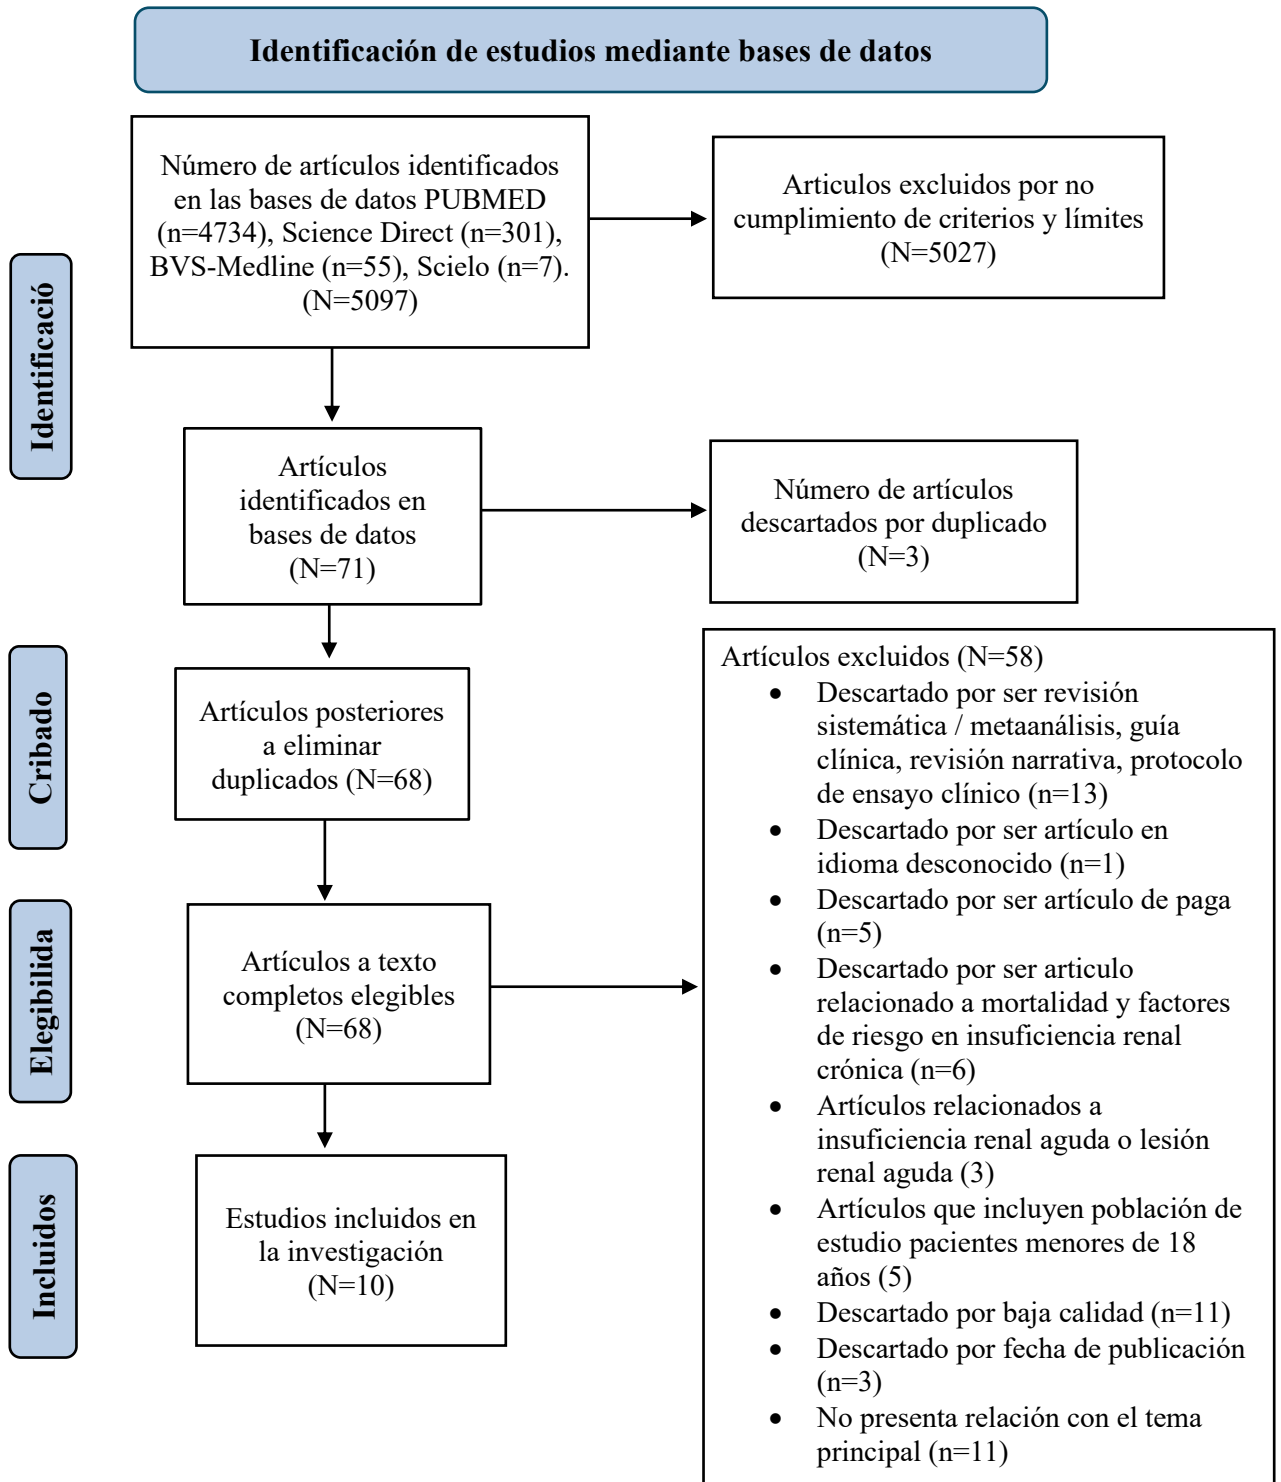 Identificación de estudios mediante bases de datos
Número de artículos identificados
en las bases de datos PUBMED
(n=4734), Science Direct (n=301),
BVS-Medline (n=55), Scielo (n=7).
(N=5097)
Articulos excluidos por no
cumplimiento de criterios y límites
(N=5027)
Identificació
Artículos
identificados en
bases de datos
(N=71)
Número de artículos
descartados por duplicado
(N=3)
Cribado
Artículos posteriores
a eliminar
duplicados (N=68)
Elegibilida
Artículos a texto
completos elegibles
(N=68)
Artículos excluidos (N=58)
• Descartado por ser revisión
sistemática / metaanálisis, guía
clínica, revisión narrativa, protocolo
de ensayo clínico (n=13)
• Descartado por ser artículo en
idioma desconocido (n=1)
• Descartado por ser artículo de paga
(n=5)
• Descartado por ser articulo
relacionado a mortalidad y factores
de riesgo en insuficiencia renal
crónica (n=6)
• Artículos relacionados a
insuficiencia renal aguda o lesión
renal aguda (3)
• Artículos que incluyen población de
estudio pacientes menores de 18
años (5)
• Descartado por baja calidad (n=11)
• Descartado por fecha de publicación
(n=3)
• No presenta relación con el tema
principal (n=11)
Incluidos
Estudios incluidos en
la investigación
(N=10)